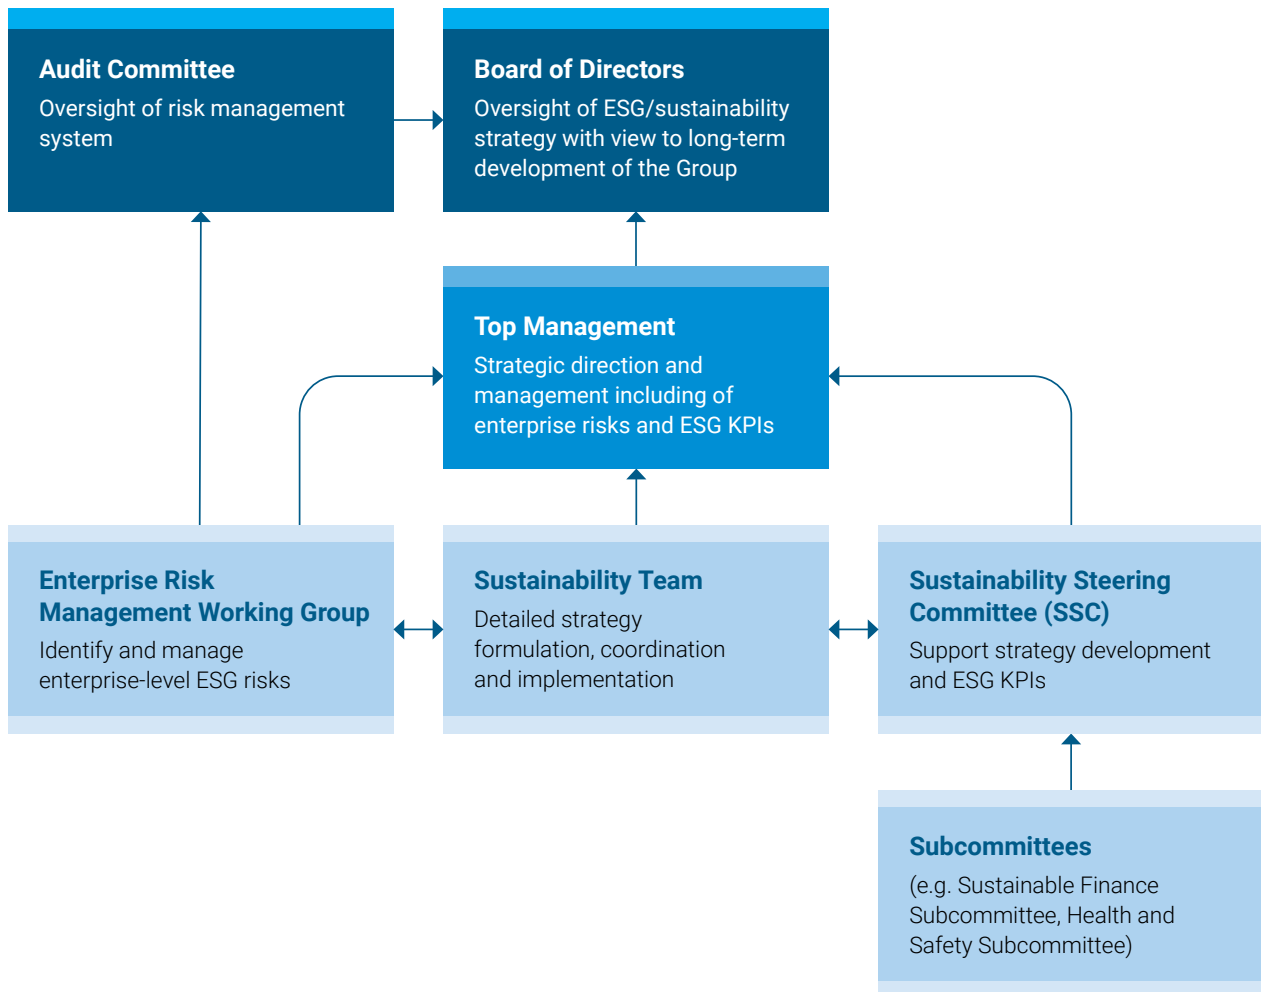 Audit Committee
Oversight of risk management
system
Board of Directors
Oversight of ESG/sustainability
strategy with view to long-term
development of the Group
Top Management
Strategic direction and
management including of
enterprise risks and ESG KPIs
Enterprise Risk
Management Working Group
Identify and manage
enterprise-level ESG risks
Sustainability Team
Detailed strategy
formulation, coordination
and implementation
Sustainability Steering
Committee (SSC)
Support strategy development
and ESG KPIs
Subcommittees
(e.g. Sustainable Finance
Subcommittee, Health and
Safety Subcommittee)